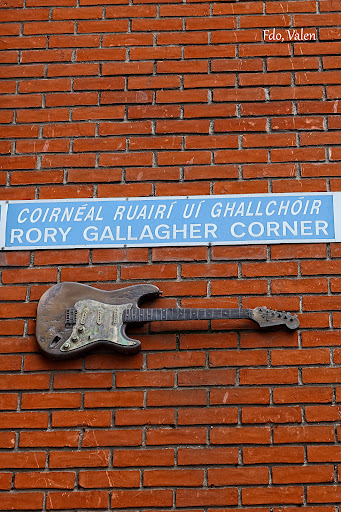 Fdo, Valen
COIRNÉAL RUAIRÍ UÍ GHALLCHÓIR
RORY GALLAGHER CORNER